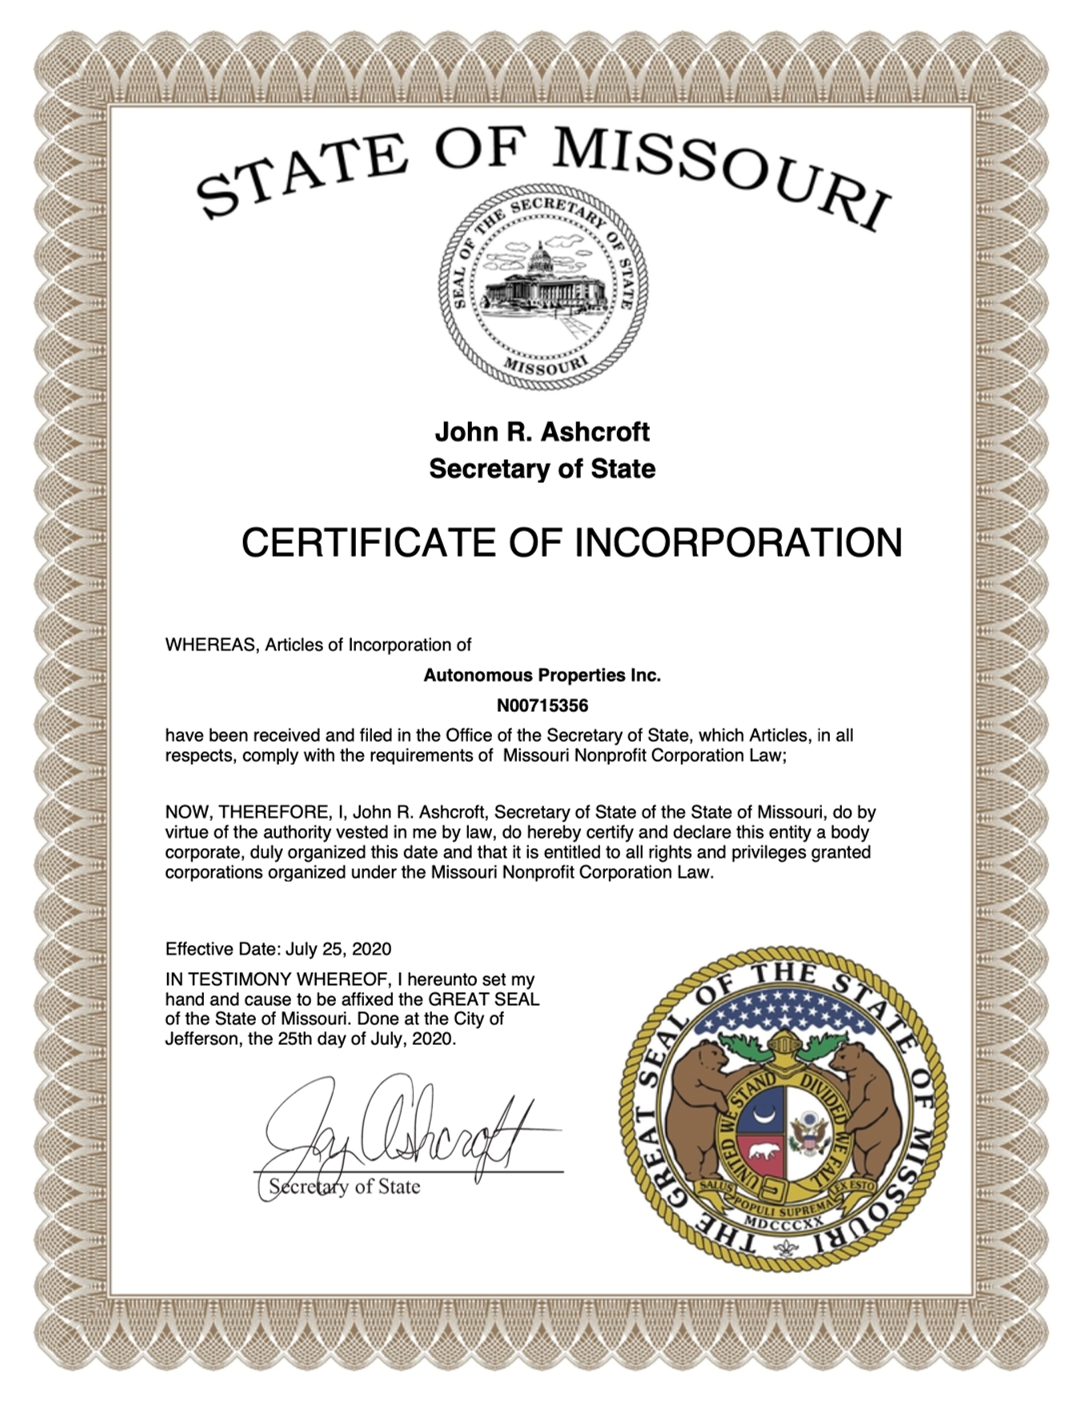 STATE OF MISSOURI
SEAL OF THE SECRETARY OF STATE
MISSOURI
John R. Ashcroft
Secretary of State
CERTIFICATE OF INCORPORATION
WHEREAS, Articles of Incorporation of
Autonomous Properties Inc.
N00715356
have been received and filed in the Office of the Secretary of State, which Articles, in all
respects, comply with the requirements of Missouri Nonprofit Corporation Law;
NOW, THEREFORE, I, John R. Ashcroft, Secretary of State of the State of Missouri, do by
virtue of the authority vested in me by law, do hereby certify and declare this entity a body
corporate, duly organized this date and that it is entitled to all rights and privileges granted
corporations organized under the Missouri Nonprofit Corporation Law.
Effective Date: July 25, 2020
IN TESTIMONY WHEREOF, I hereunto set my
hand and cause to be affixed the GREAT SEAL
of the State of Missouri. Done at the City of
Jefferson, the 25th day of July, 2020.
Jay Ashcroft
Secretary of State
THE GREAT SEAL OF THE STATE OF MISSOURI
UNITED WE STAND DIVIDED WE FALL
SALUS POPULI SUPREMA LEX ESTO
MDCCCXX